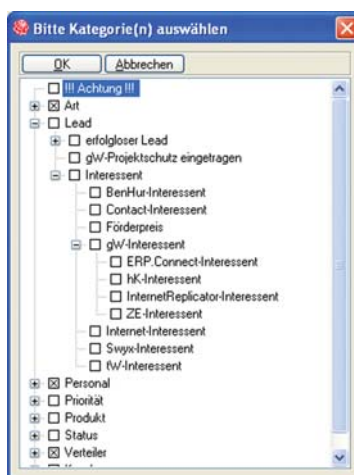 Bitte Kategorie(n) auswählen
OK Abbrechen
!!! Achtung !!!
Art
Lead
erfolgloser Lead
gW-Projektschutz eingetragen
Interessent
BenHur-Interessent
Contact-Interessent
Förderpreis
gW-Interessent
ERP.Connect-Interessent
hK-Interessent
InternetReplicator-Interessent
ZE-Interessent
Internet-Interessent
Swyx-Interessent
tW-Interessent
Personal
Priorität
Produkt
Status
Verteiler